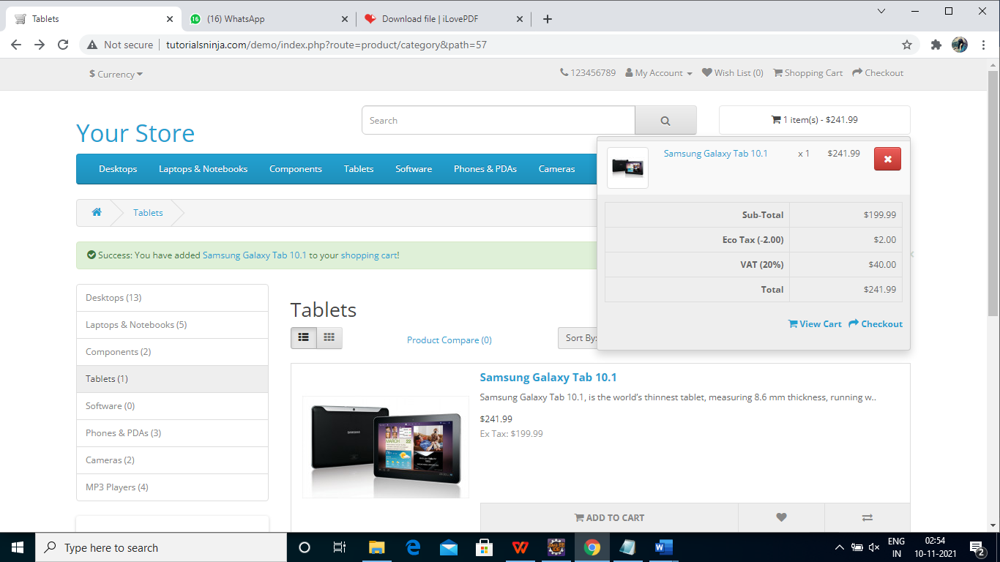 Tablets
(16) WhatsApp
Download file | iLovePDF
Not secure
tutorialsninja.com/demo/index.php?route=product/category&path=57
$ Currency
123456789
My Account
Wish List (0)
Shopping Cart
Checkout
Your Store
Search
1 item(s) - $241.99
Desktops
Laptops & Notebooks
Components
Tablets
Software
Phones & PDAs
Cameras
Samsung Galaxy Tab 10.1 x 1 $241.99
Sub-Total $199.99
Eco Tax (-2.00) $2.00
VAT (20%) $40.00
Total $241.99
View Cart
Checkout
Tablets
Success: You have added Samsung Galaxy Tab 10.1 to your shopping cart!
Desktops (13)
Laptops & Notebooks (5)
Components (2)
Tablets (1)
Software (0)
Phones & PDAs (3)
Cameras (2)
MP3 Players (4)
Tablets
Product Compare (0)
Sort By:
Samsung Galaxy Tab 10.1
Samsung Galaxy Tab 10.1, is the world's thinnest tablet, measuring 8.6 mm thickness, running w..
$241.99
Ex Tax: $199.99
SAMSUNG
MARCH 22
ADD TO CART
Type here to search
ENG
IN
02:54
10-11-2021
2